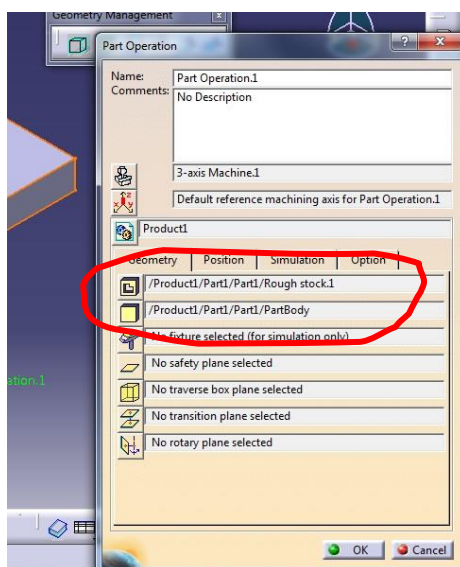 Geometry Management
Part Operation
Name:
Part Operation.1
Comments:
No Description
3-axis Machine.1
Default reference machining axis for Part Operation.1
Product1
Geometry
Position
Simulation
Option
/Product1/Part1/Part1/Rough stock.1
/Product1/Part1/Part1/PartBody
No fixture selected (for simulation only)
No safety plane selected
No traverse box plane selected
No transition plane selected
No rotary plane selected
ation.1
OK
Cancel